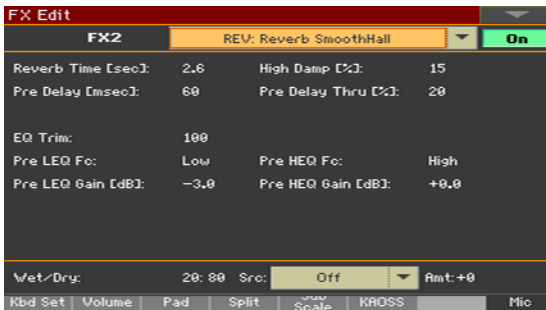 FX Edit
FX2 REV: Reverb SmoothHall On
Reverb Time [sec]: 2.6 High Damp [%]: 15
Pre Delay [msec]: 60 Pre Delay Thru [%]: 20
EQ Trim: 100
Pre LEQ Fc: Low Pre HEQ Fc: High
Pre LEQ Gain [dB]: -3.0 Pre HEQ Gain [dB]: +0.0
Wet/Dry: 20:80 Src: Off Amt:+0
Kbd Set Volume Pad Split Sub Scale KAOSS Mic